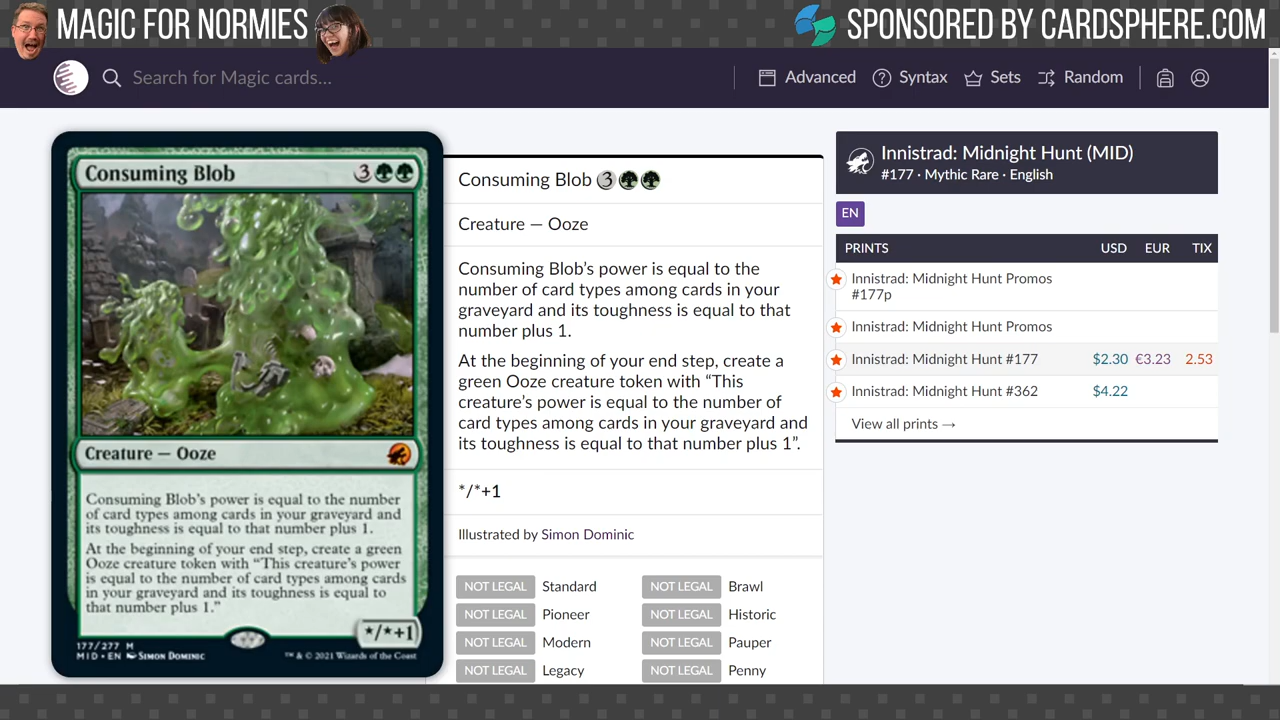 MAGIC FOR NORMIES
SPONSORED BY CARDSPHERE.COM
Search for Magic cards...
Advanced
Syntax
Sets
Random
Consuming Blob 3
Creature — Ooze
Consuming Blob's power is equal to the number
of card types among cards in your graveyard and
its toughness is equal to that number plus 1.
At the beginning of your end step, create a green
Ooze creature token with "This creature's power
is equal to the number of card types among cards
in your graveyard and its toughness is equal to
that number plus 1."
*/*+1
177/277 M
MID • EN SIMON DOMINIC
™ & © 2021 Wizards of the Coast
Consuming Blob 3
Creature — Ooze
Consuming Blob's power is equal to the
number of card types among cards in your
graveyard and its toughness is equal to that
number plus 1.
At the beginning of your end step, create a
green Ooze creature token with “This
creature's power is equal to the number of
card types among cards in your graveyard and
its toughness is equal to that number plus 1”.
*/*+1
Illustrated by Simon Dominic
NOT LEGAL Standard
NOT LEGAL Brawl
NOT LEGAL Pioneer
NOT LEGAL Historic
NOT LEGAL Modern
NOT LEGAL Pauper
NOT LEGAL Legacy
NOT LEGAL Penny
Innistrad: Midnight Hunt (MID)
#177 · Mythic Rare · English
EN
PRINTS USD EUR TIX
Innistrad: Midnight Hunt Promos
#177p
Innistrad: Midnight Hunt Promos
Innistrad: Midnight Hunt #177 $2.30 €3.23 2.53
Innistrad: Midnight Hunt #362 $4.22
View all prints →